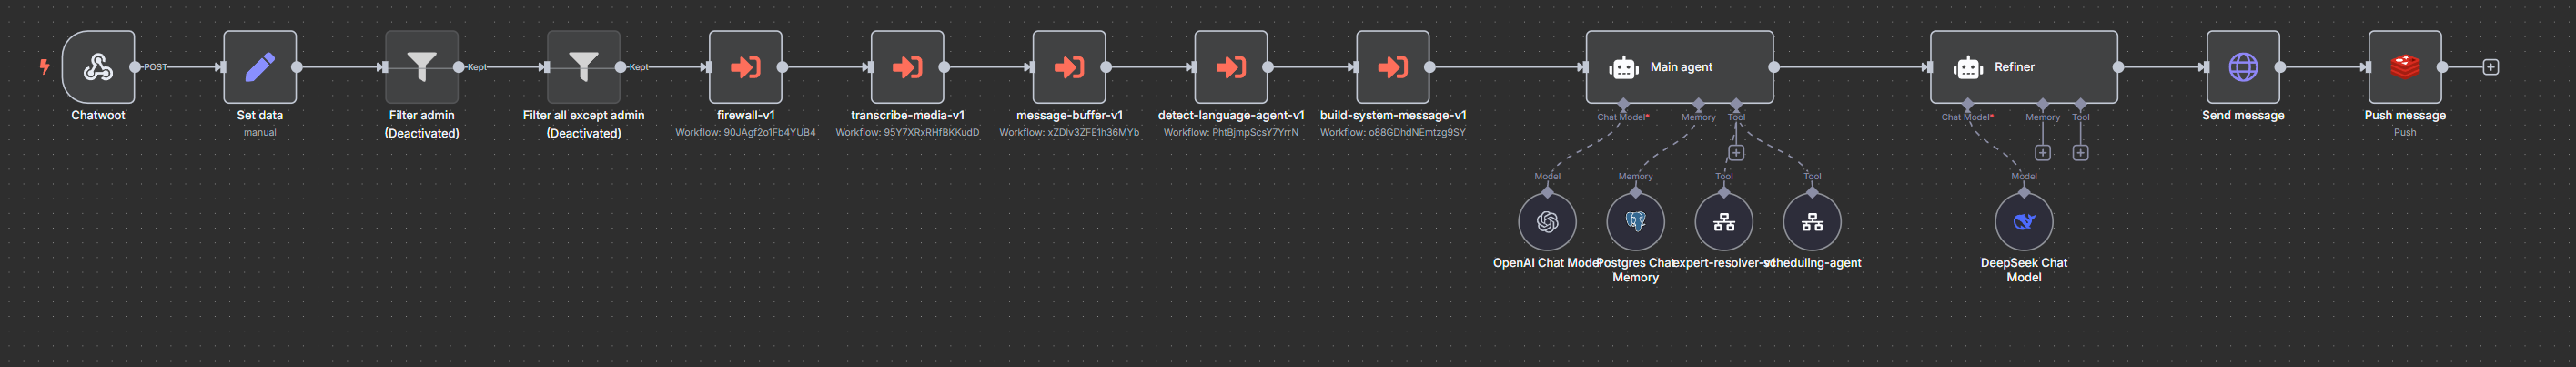 POST
Kept
Kept
Chatwoot
Set data
manual
Filter admin
(Deactivated)
Filter all except admin
(Deactivated)
firewall-v1
Workflow: 90JAgf2o1Fb4YUB4
transcribe-media-v1
Workflow: 95Y7XRxRHfBKKudD
message-buffer-v1
Workflow: xZDlv3ZFE1h36MYb
detect-language-agent-v1
Workflow: PhtBjmpScsY7YrrN
build-system-message-v1
Workflow: o88GDhdNEmtzg9SY
Main agent
Chat Model*
Memory
Tool
Model
Memory
Tool
Tool
OpenAI Chat Model
Postgres Chat
Memory
expert-resolver-v1
scheduling-agent
Refiner
Chat Model*
Memory
Tool
Model
DeepSeek Chat
Model
Send message
Push message
Push